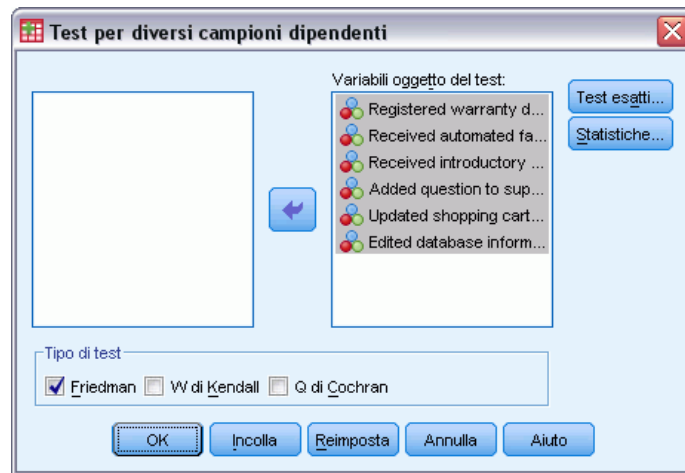 Test per diversi campioni dipendenti
Variabili oggetto del test:
Registered warranty d...
Received automated fa...
Received introductory ...
Added question to sup...
Updated shopping cart...
Edited database inform...
Test esatti...
Statistiche...
Tipo di test
Friedman W di Kendall Q di Cochran
OK Incolla Reimposta Annulla Aiuto